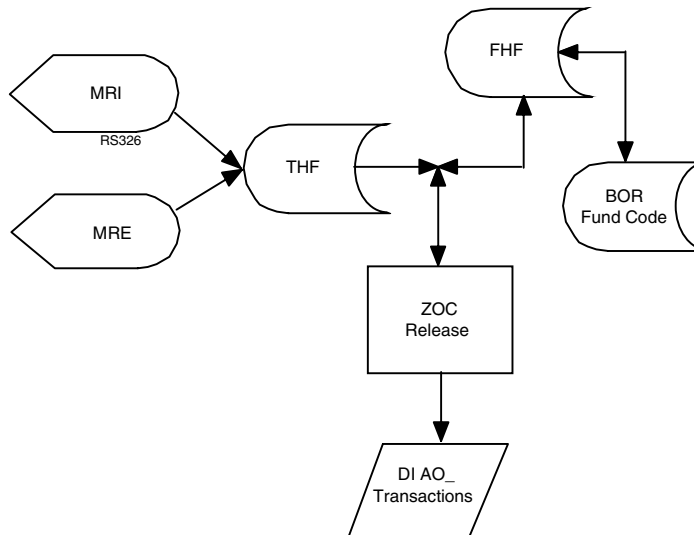 FHF
MRI
RS326
THF
MRE
BOR
Fund Code
ZOC
Release
DI AO_
Transactions